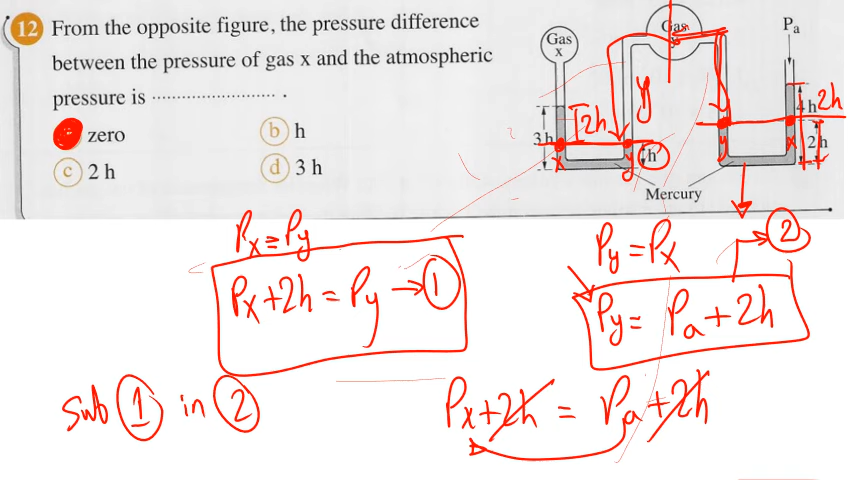 12 From the opposite figure, the pressure difference
between the pressure of gas x and the atmospheric
pressure is ........................ .
zero
b h
c 2 h
d 3 h
Gas
x
Gas
Pa
3h
2h
y
h
4h 2h
2h
x
y
y
x
Mercury
Px = Py
Px + 2h = Py → 1
Py = Px
2
Py = Pa + 2h
Sub 1 in 2
Px + 2h = Pa + 2h